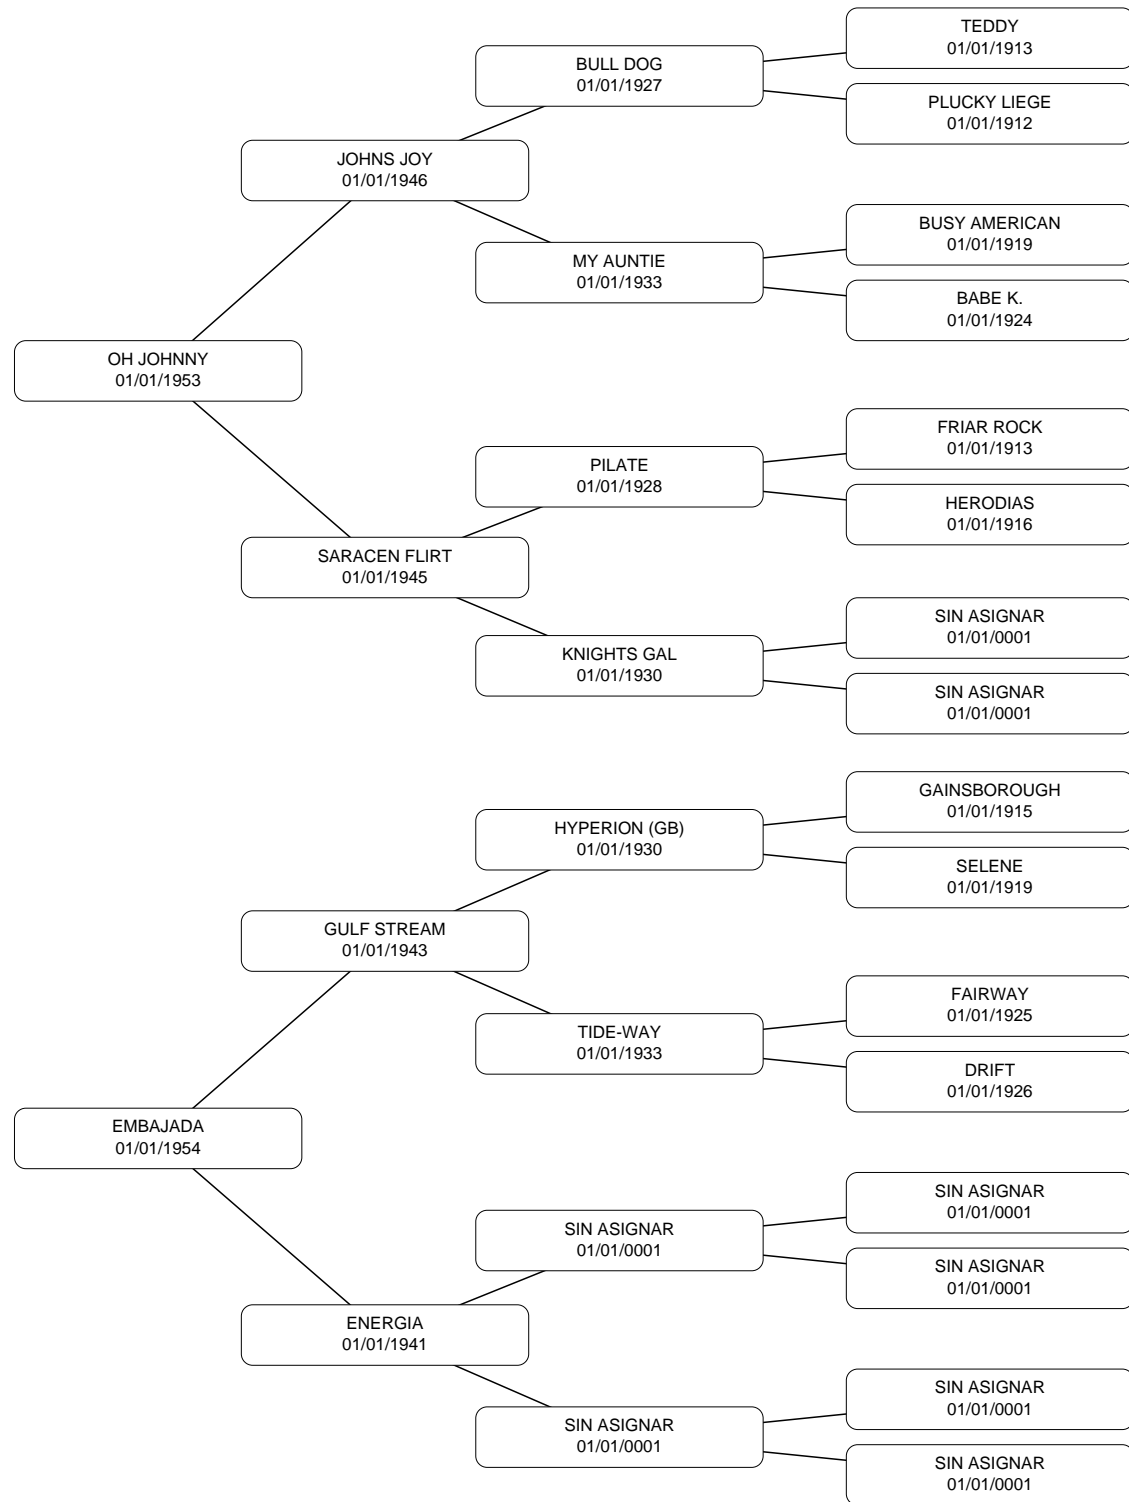 TEDDY
01/01/1913
BULL DOG
01/01/1927
PLUCKY LIEGE
01/01/1912
JOHNS JOY
01/01/1946
BUSY AMERICAN
01/01/1919
MY AUNTIE
01/01/1933
BABE K.
01/01/1924
OH JOHNNY
01/01/1953
FRIAR ROCK
01/01/1913
PILATE
01/01/1928
HERODIAS
01/01/1916
SARACEN FLIRT
01/01/1945
SIN ASIGNAR
01/01/0001
KNIGHTS GAL
01/01/1930
SIN ASIGNAR
01/01/0001
GAINSBOROUGH
01/01/1915
HYPERION (GB)
01/01/1930
SELENE
01/01/1919
GULF STREAM
01/01/1943
FAIRWAY
01/01/1925
TIDE-WAY
01/01/1933
DRIFT
01/01/1926
EMBAJADA
01/01/1954
SIN ASIGNAR
01/01/0001
SIN ASIGNAR
01/01/0001
SIN ASIGNAR
01/01/0001
ENERGIA
01/01/1941
SIN ASIGNAR
01/01/0001
SIN ASIGNAR
01/01/0001
SIN ASIGNAR
01/01/0001